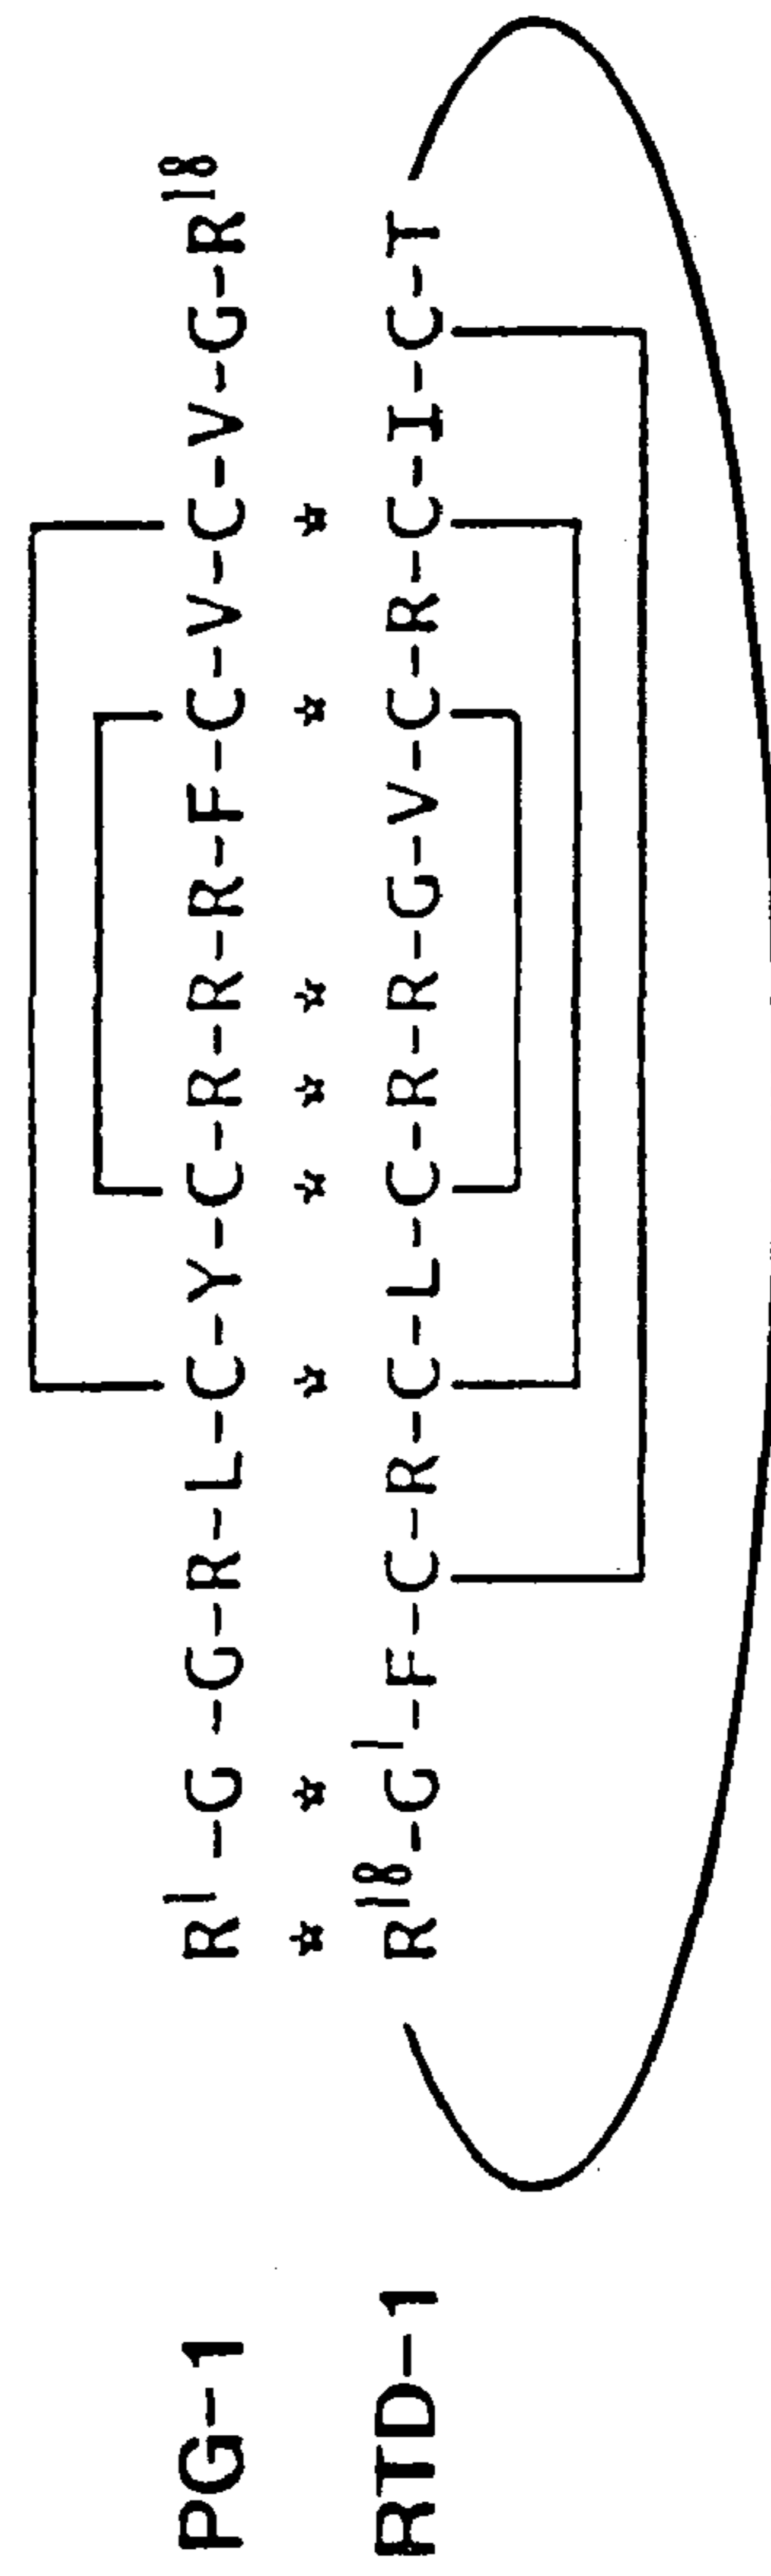 PG-1 R¹-G-G-R-L-C-Y-C-R-R-R-F-C-V-C-V-G-R¹⁸
☆ ☆ ☆ ☆ ☆ ☆ ☆ ☆
RTD-1 R¹⁸-G¹-F-C-R-C-L-C-R-R-G-V-C-R-C-I-C-T